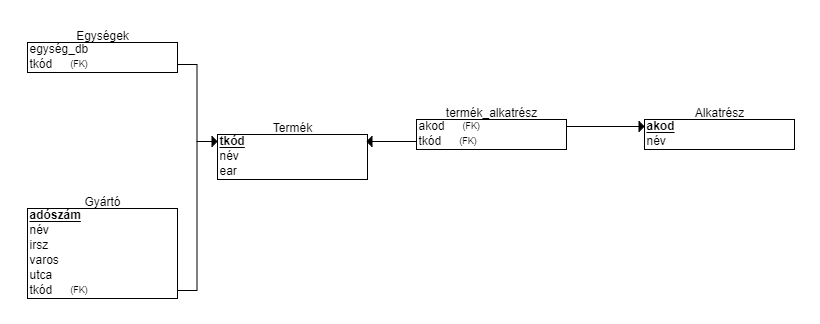 Egységek
egység_db
tkód (FK)
Termék
tkód
név
ear
termék_alkatrész
akod (FK)
tkód (FK)
Alkatrész
akod
név
Gyártó
adószám
név
irsz
varos
utca
tkód (FK)